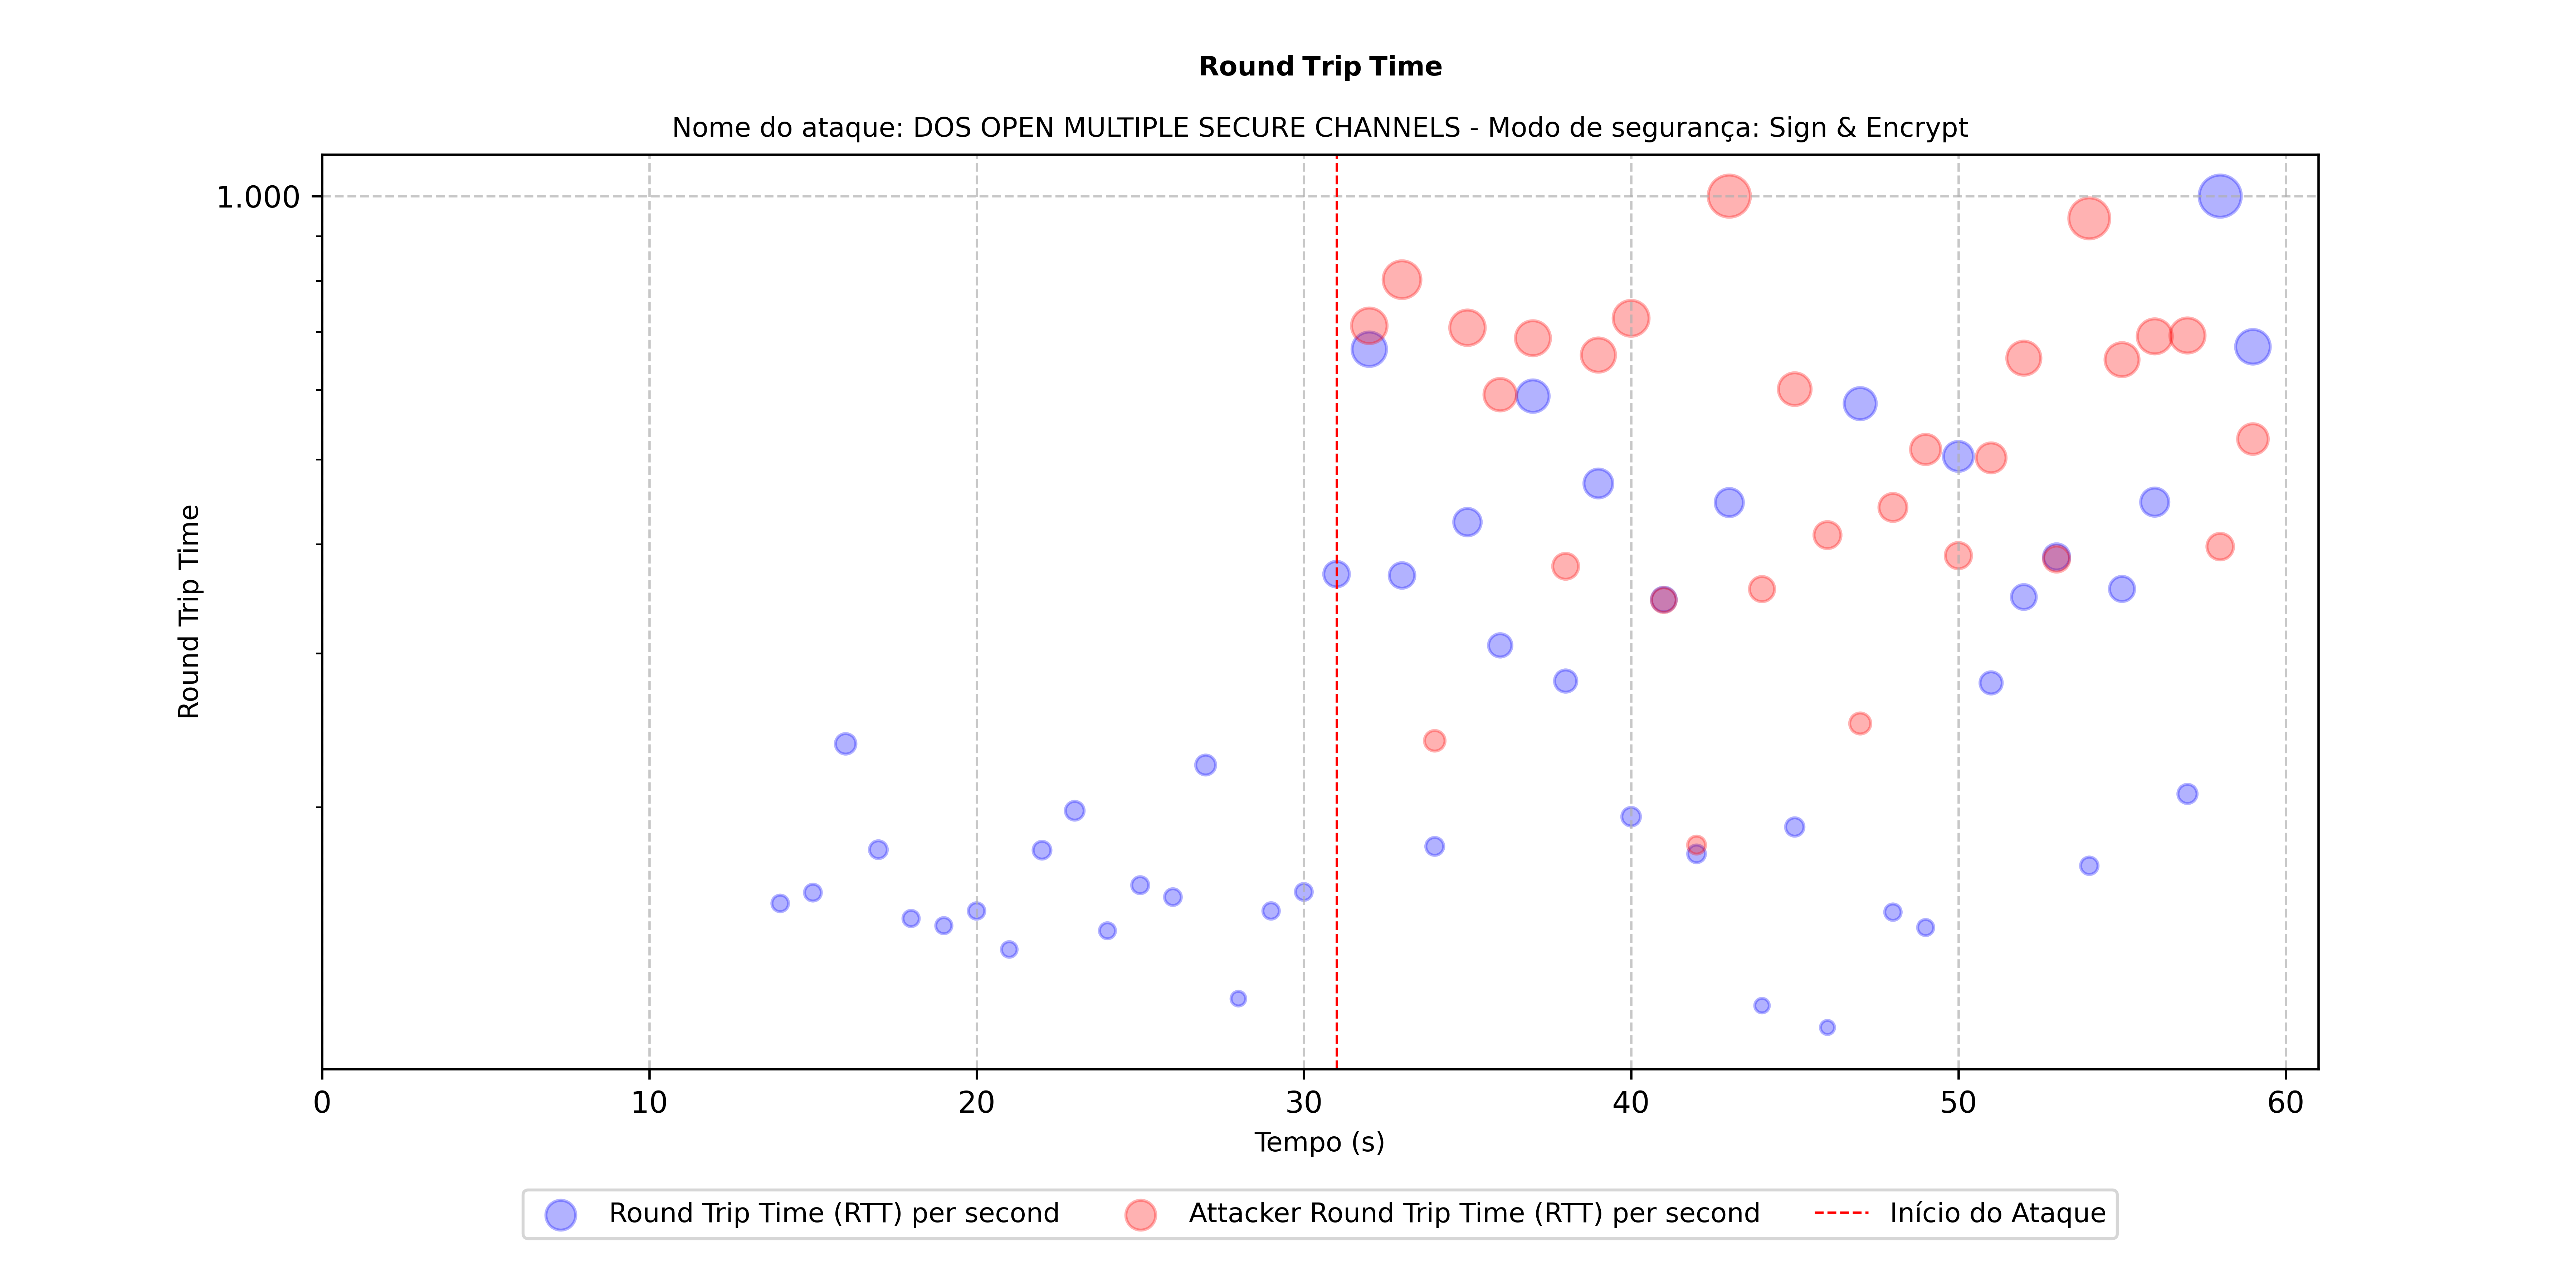 Round Trip Time
Nome do ataque: DOS OPEN MULTIPLE SECURE CHANNELS - Modo de segurança: Sign & Encrypt
1.000
Round Trip Time
0 10 20 30 40 50 60
Tempo (s)
Round Trip Time (RTT) per second Attacker Round Trip Time (RTT) per second Início do Ataque